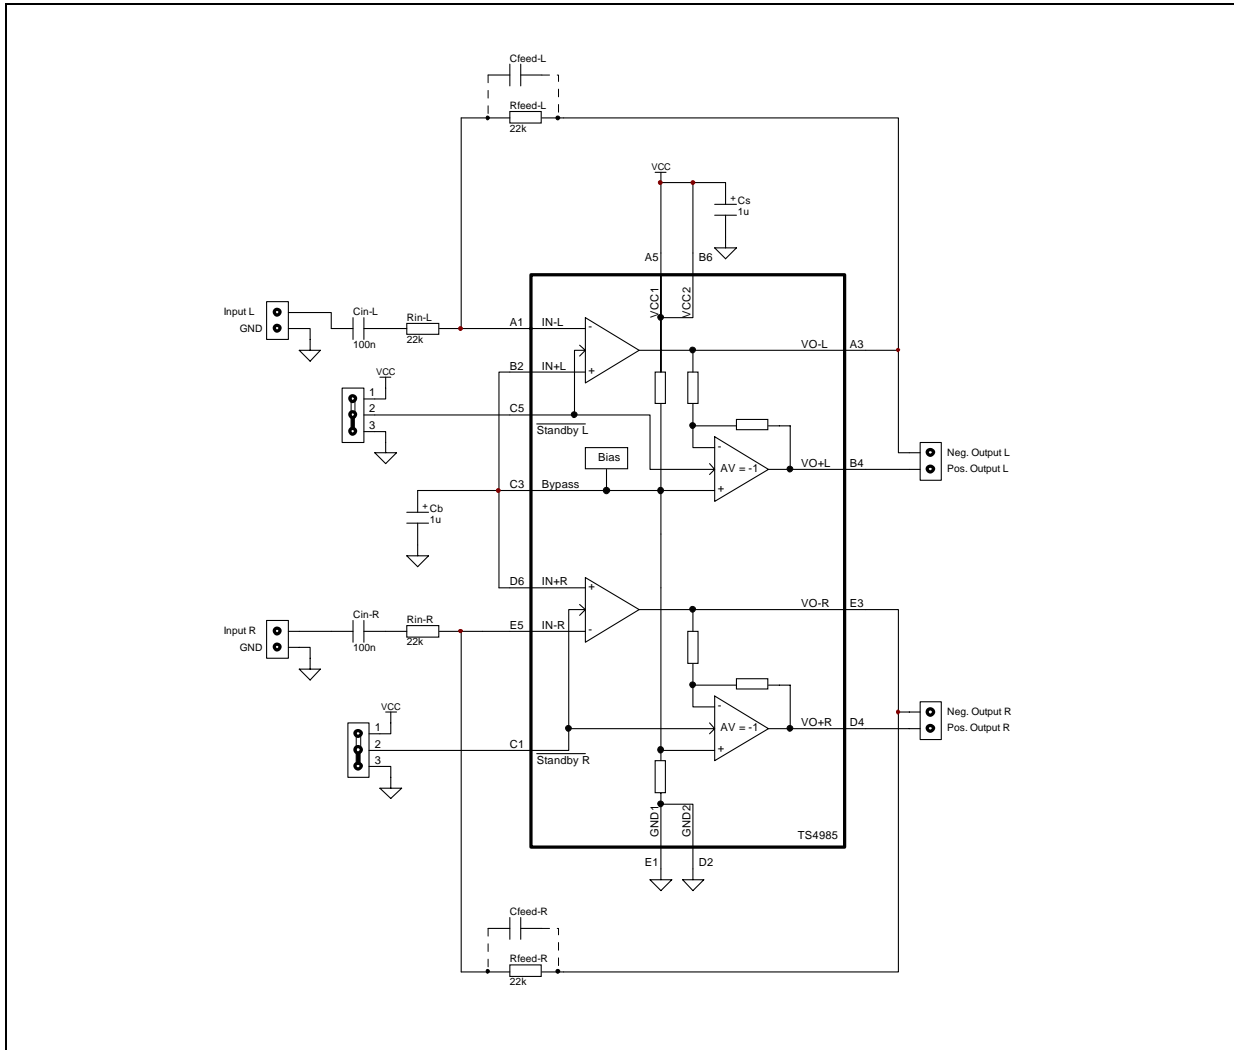 Cfeed-L
Rfeed-L
22k
VCC
+ Cs
1u
A5 B6
VCC1 VCC2
Input L
GND
Cin-L
100n
Rin-L
22k
A1 IN-L
-
+
VO-L A3
B2 IN+L
VCC
1
2
3
C5
Standby L
Bias
-
AV = -1
+
VO+L B4
Neg. Output L
Pos. Output L
C3 Bypass
+ Cb
1u
D6 IN+R
+
-
VO-R E3
Input R
GND
Cin-R
100n
Rin-R
22k
E5 IN-R
VCC
1
2
3
C1
Standby R
-
AV = -1
+
VO+R D4
Neg. Output R
Pos. Output R
GND1 GND2
TS4985
E1 D2
Cfeed-R
Rfeed-R
22k